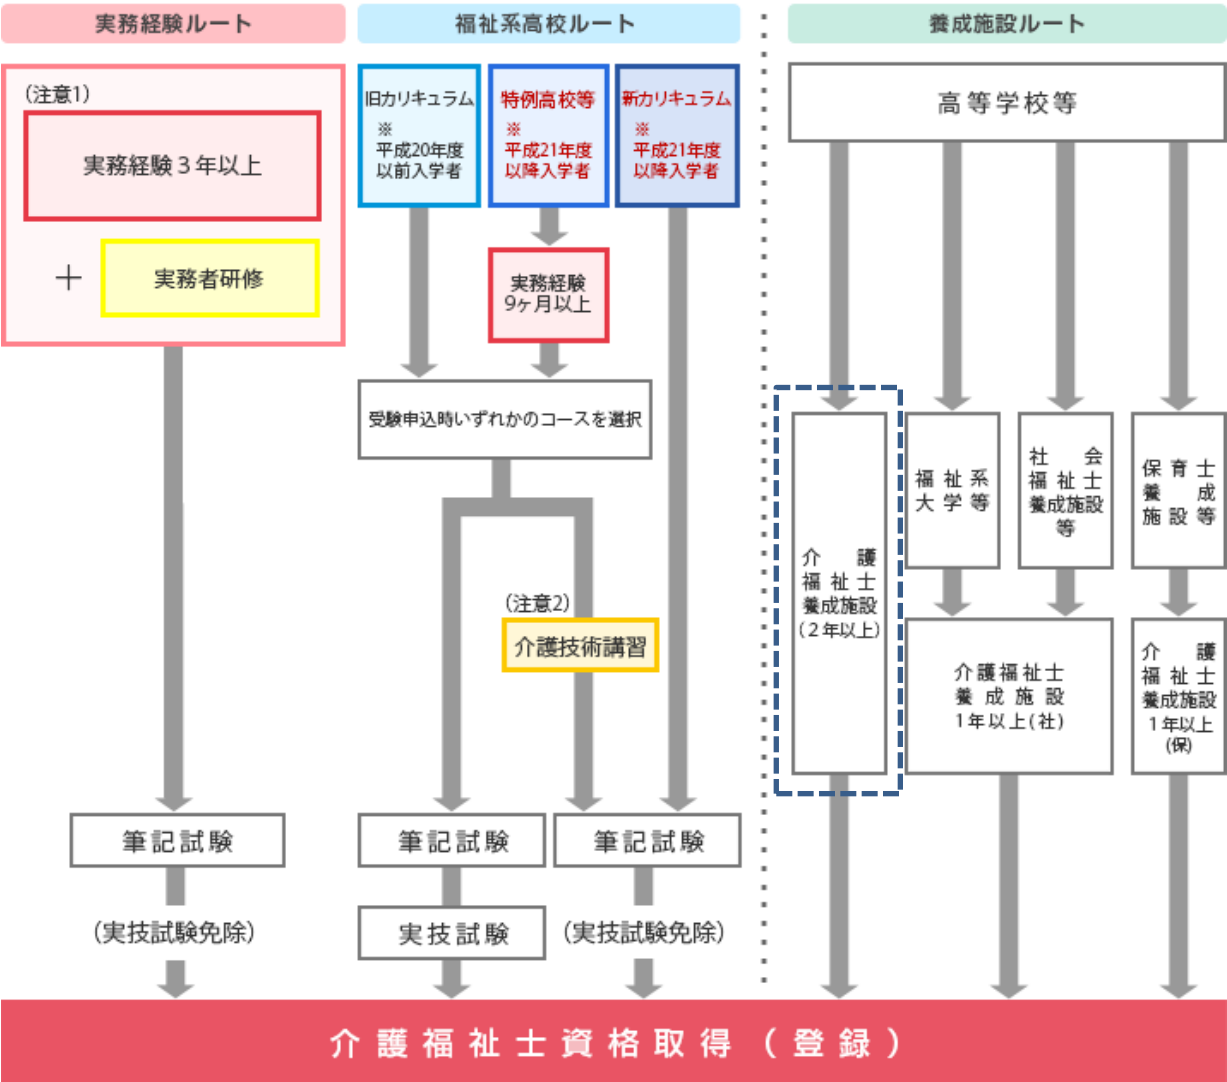 実務経験ルート
(注意1)
実務経験3年以上
＋
実務者研修
筆記試験
(実技試験免除)
福祉系高校ルート
旧カリキュラム
※
平成20年度
以前入学者
特例高校等
※
平成21年度
以降入学者
新カリキュラム
※
平成21年度
以降入学者
実務経験
9ヶ月以上
受験申込時いずれかのコースを選択
(注意2)
介護技術講習
筆記試験
実技試験
筆記試験
(実技試験免除)
養成施設ルート
高等学校等
介護
福祉士
養成施設
(2年以上)
福祉系
大学等
社会
福祉士
養成施設
等
保育士
養成
施設等
介護福祉士
養成施設
1年以上(社)
介護
福祉士
養成施設
1年以上
(保)
介護福祉士資格取得(登録)